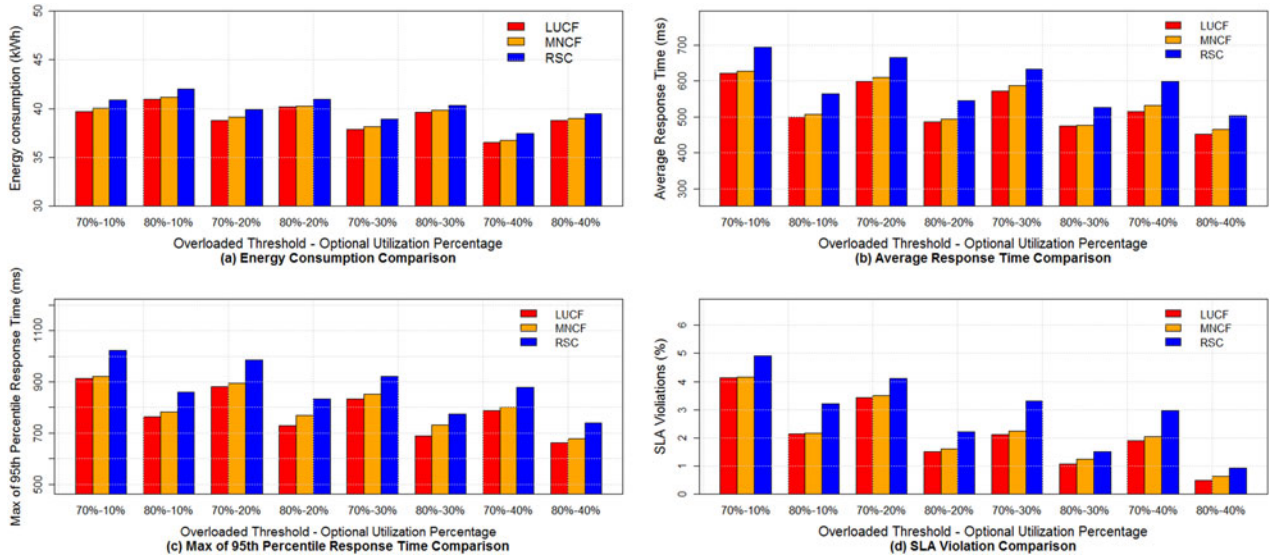 Energy consumption (kWh)
50
45
40
35
30
LUCF
MNCF
RSC
70%-10% 80%-10% 70%-20% 80%-20% 70%-30% 80%-30% 70%-40% 80%-40%
Overloaded Threshold - Optional Utilization Percentage
(a) Energy Consumption Comparison
Average Response Time (ms)
700
600
500
400
300
LUCF
MNCF
RSC
70%-10% 80%-10% 70%-20% 80%-20% 70%-30% 80%-30% 70%-40% 80%-40%
Overloaded Threshold - Optional Utilization Percentage
(b) Average Response Time Comparison
Max of 95th Percentile Response Time (ms)
1100
900
700
500
LUCF
MNCF
RSC
70%-10% 80%-10% 70%-20% 80%-20% 70%-30% 80%-30% 70%-40% 80%-40%
Overloaded Threshold - Optional Utilization Percentage
(c) Max of 95th Percentile Response Time Comparison
SLA Violiations (%)
6
5
4
3
2
1
0
LUCF
MNCF
RSC
70%-10% 80%-10% 70%-20% 80%-20% 70%-30% 80%-30% 70%-40% 80%-40%
Overloaded Threshold - Optional Utilization Percentage
(d) SLA Violation Comparison